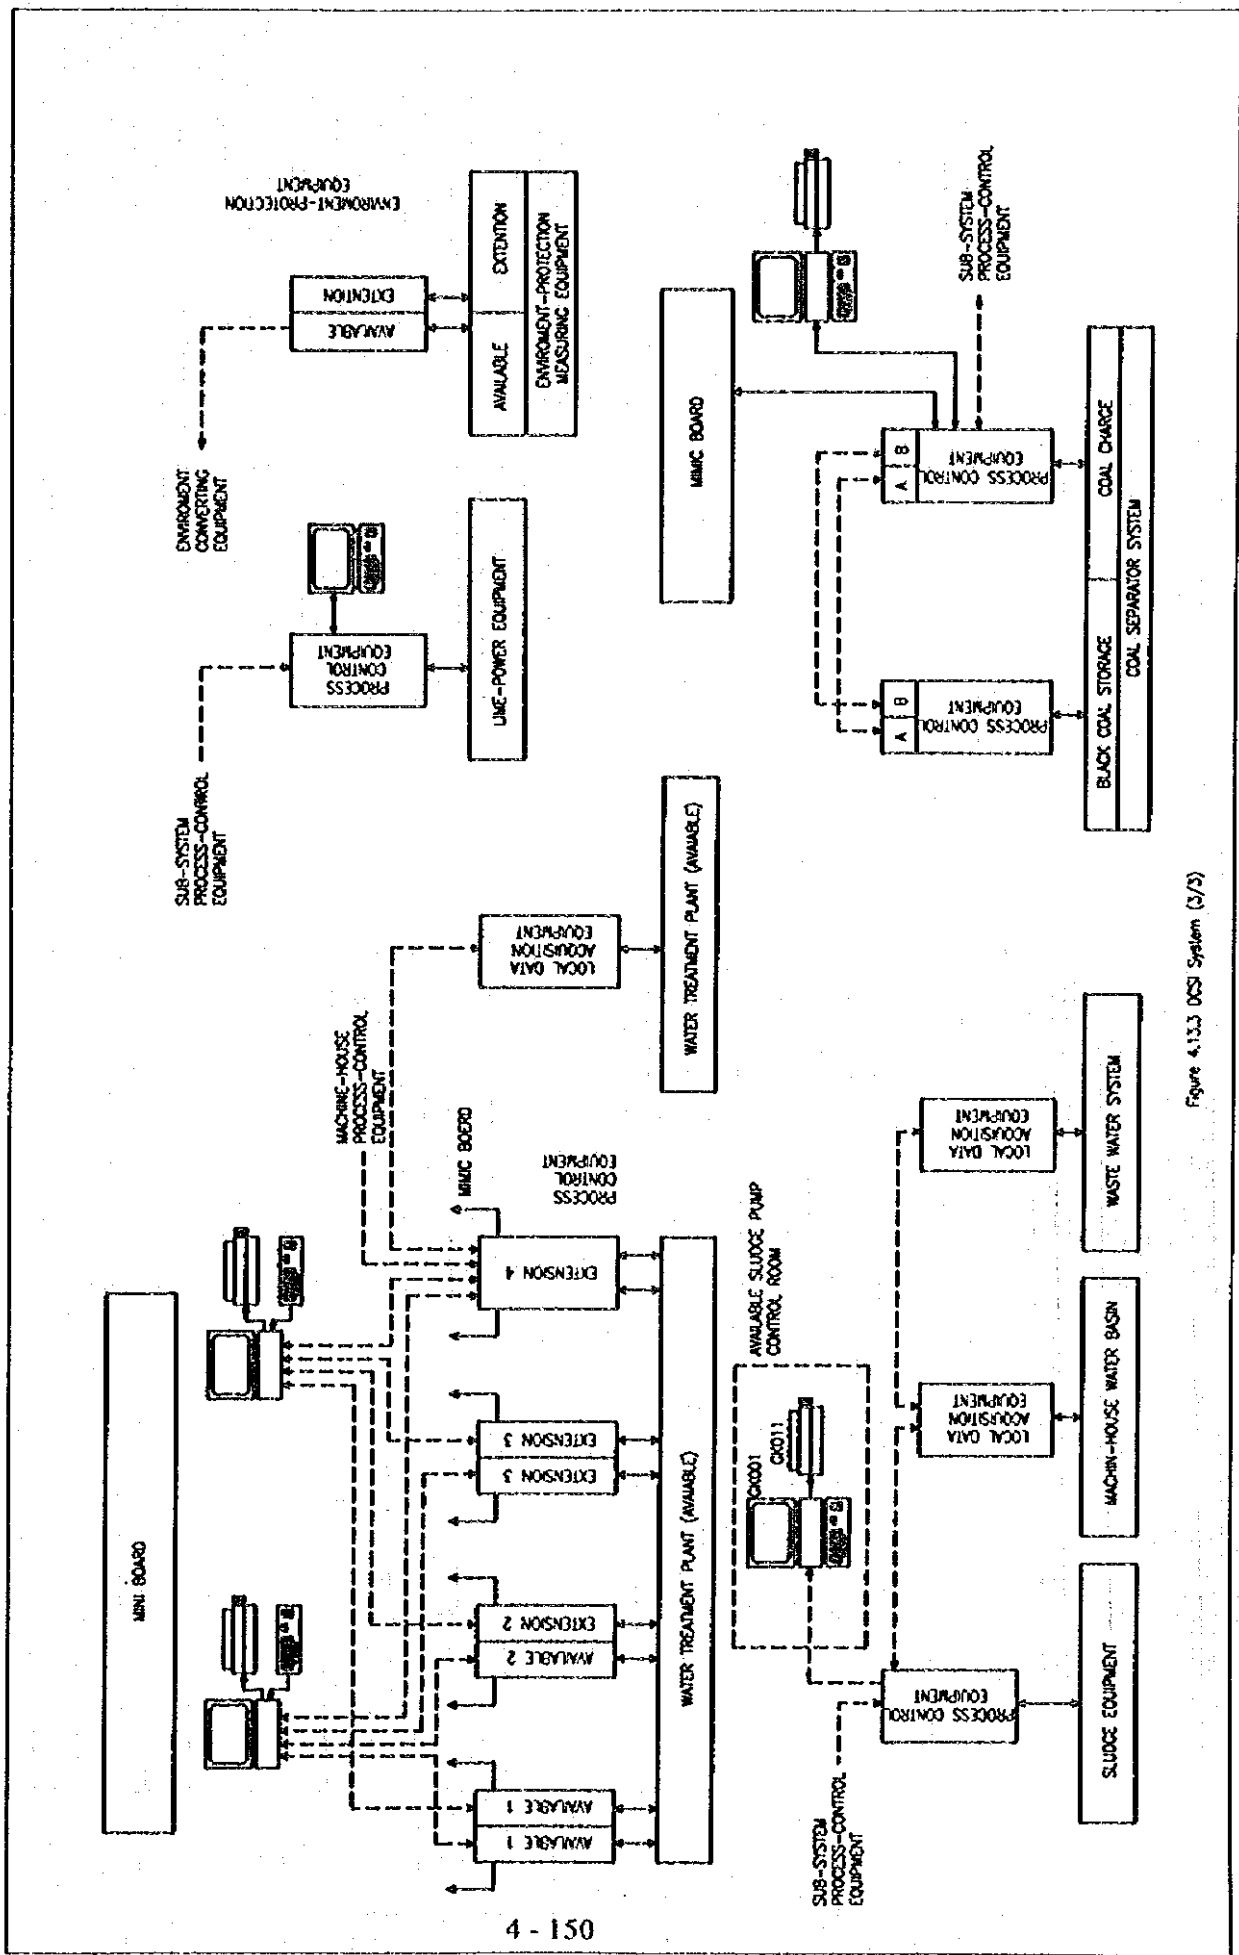 MINI BOARD
AVAILABLE 1
AVAILABLE 1
AVAILABLE 2
EXTENSION 2
EXTENSION 3
EXTENSION 3
EXTENSION 4
MIMIC BOERD
PROCESS
CONTROL
EQUIPMENT
MACHINE-HOUSE
PROCESS-CONTROL
EQUIPMENT
WATER TREATMENT PLANT (AVAIABLE)
LOCAL DATA
ACQUISITION
EQUIPMENT
WATER TREATMENT PLANT (AVAIABLE)
SUB-SYSTEM
PROCESS-CONTROL
EQUIPMENT
PROCESS
CONTROL
EQUIPMENT
LIME-POWER EQUIPMENT
ENVIROMENT
CONVERTING
EQUIPMENT
AVAILABLE
EXTENTION
ENVIROMENT-PROTECTION
EQUIPMENT
AVAILABLE
EXTENTION
ENVIROMENT-PROTECTION
MEASURING EQUIPMENT
SUB-SYSTEM
PROCESS-CONTROL
EQUIPMENT
PROCESS CONTROL
EQUIPMENT
SLUDGE EQUIPMENT
AVAILABLE SLUDGE PUMP
CONTROL ROOM
CK001
CK011
LOCAL DATA
ACQUISITION
EQUIPMENT
MACHIN-HOUSE WATER BASIN
LOCAL DATA
ACQUISITION
EQUIPMENT
WASTE WATER SYSTEM
MIMIC BOARD
A
B
PROCESS CONTROL
EQUIPMENT
A
B
PROCESS CONTROL
EQUIPMENT
SUB-SYSTEM
PROCESS-CONTROL
EQUIPMENT
BLACK COAL STORAGE
COAL CHARGE
COAL SEPARATOR SYSTEM
Figure 4.13.3 DCSI System (3/3)
4 - 150